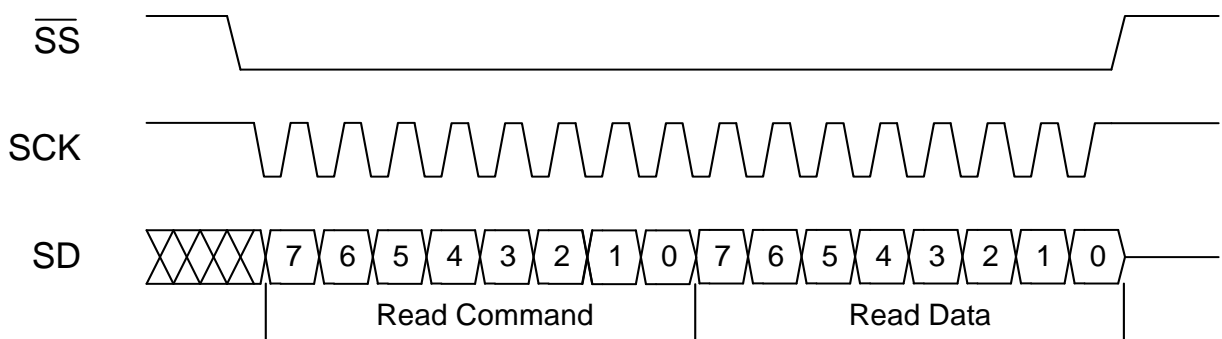 S̅S̅
SCK
SD 7 6 5 4 3 2 1 0 7 6 5 4 3 2 1 0
Read Command Read Data